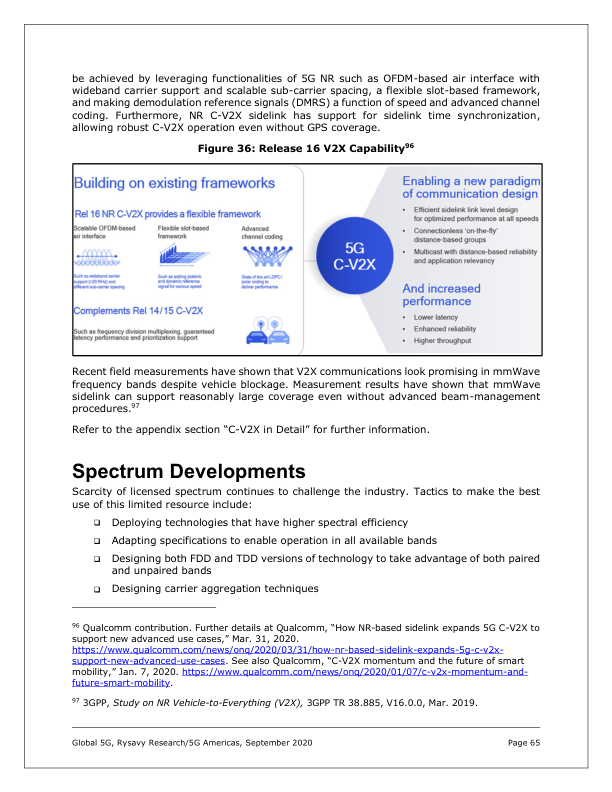 be achieved by leveraging functionalities of 5G NR such as OFDM-based air interface with
wideband carrier support and scalable sub-carrier spacing, a flexible slot-based framework,
and making demodulation reference signals (DMRS) a function of speed and advanced channel
coding. Furthermore, NR C-V2X sidelink has support for sidelink time synchronization,
allowing robust C-V2X operation even without GPS coverage.
Figure 36: Release 16 V2X Capability96
Building on existing frameworks
Rel 16 NR C-V2X provides a flexible framework
Scalable OFDM-based
air interface
Such as wideband carrier
support (>20 MHz) and
different sub-carrier spacing
Flexible slot-based
framework
Such as adding sidelink
and dynamic reference
signal for various speed
Advanced
channel coding
State of the art LDPC/
polar coding to
deliver performance
Complements Rel 14/15 C-V2X
Such as frequency division multiplexing, guaranteed
latency performance and prioritization support
5G
C-V2X
Enabling a new paradigm
of communication design
• Efficient sidelink link level design
for optimized performance at all speeds
• Connectionless 'on-the-fly'
distance-based groups
• Multicast with distance-based reliability
and application relevancy
And increased
performance
• Lower latency
• Enhanced reliability
• Higher throughput
Recent field measurements have shown that V2X communications look promising in mmWave
frequency bands despite vehicle blockage. Measurement results have shown that mmWave
sidelink can support reasonably large coverage even without advanced beam-management
procedures.97
Refer to the appendix section “C-V2X in Detail” for further information.
Spectrum Developments
Scarcity of licensed spectrum continues to challenge the industry. Tactics to make the best
use of this limited resource include:
❑ Deploying technologies that have higher spectral efficiency
❑ Adapting specifications to enable operation in all available bands
❑ Designing both FDD and TDD versions of technology to take advantage of both paired
and unpaired bands
❑ Designing carrier aggregation techniques
96 Qualcomm contribution. Further details at Qualcomm, “How NR-based sidelink expands 5G C-V2X to
support new advanced use cases,” Mar. 31, 2020.
https://www.qualcomm.com/news/onq/2020/03/31/how-nr-based-sidelink-expands-5g-c-v2x-
support-new-advanced-use-cases. See also Qualcomm, “C-V2X momentum and the future of smart
mobility,” Jan. 7, 2020. https://www.qualcomm.com/news/onq/2020/01/07/c-v2x-momentum-and-
future-smart-mobility.
97 3GPP, Study on NR Vehicle-to-Everything (V2X), 3GPP TR 38.885, V16.0.0, Mar. 2019.
Global 5G, Rysavy Research/5G Americas, September 2020 Page 65